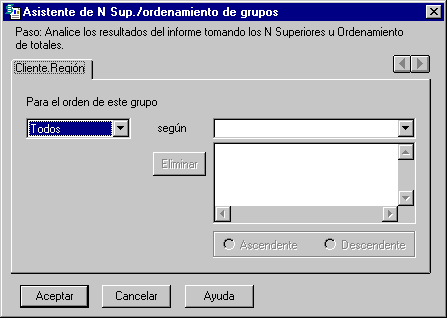 Asistente de N Sup./ordenamiento de grupos
Paso: Analice los resultados del informe tomando los N Superiores u Ordenamiento
de totales.
Cliente.Región
Para el orden de este grupo
Todos
según
Eliminar
Ascendente
Descendente
Aceptar
Cancelar
Ayuda